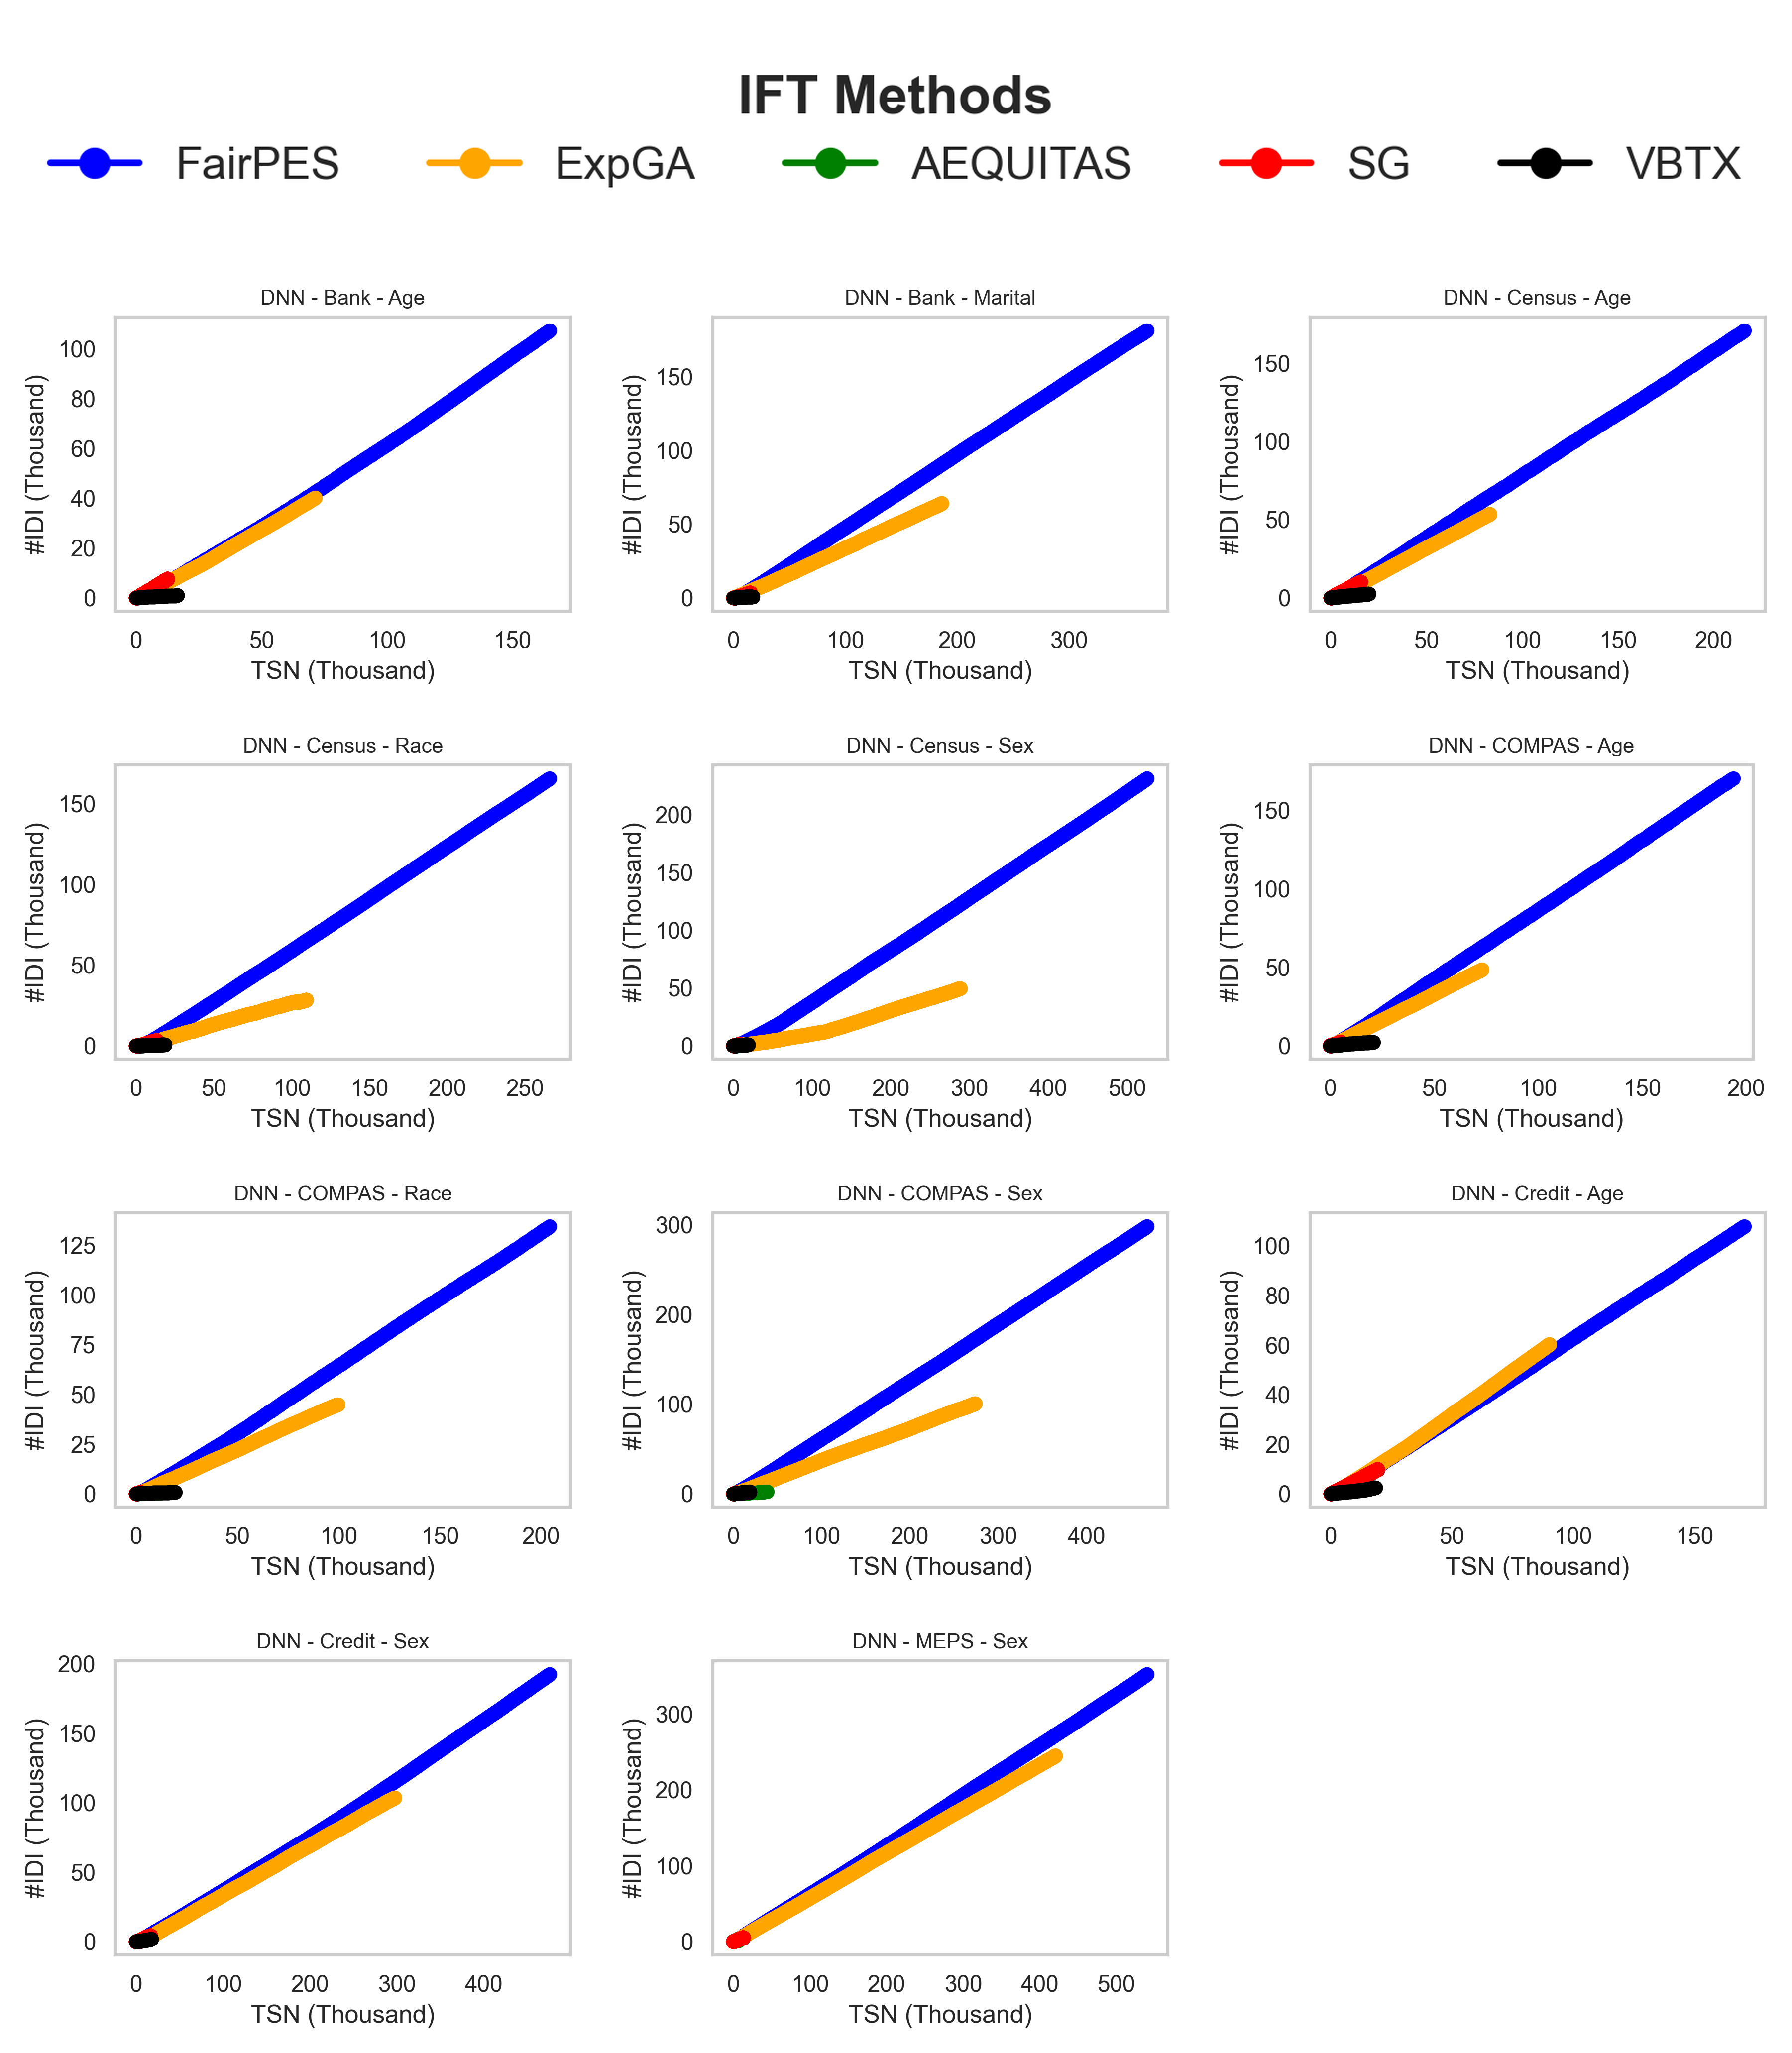 IFT Methods
FairPES ExpGA AEQUITAS SG VBTX
DNN - Bank - Age
#IDI (Thousand)
100
80
60
40
20
0
0 50 100 150
TSN (Thousand)
DNN - Bank - Marital
#IDI (Thousand)
150
100
50
0
0 100 200 300
TSN (Thousand)
DNN - Census - Age
#IDI (Thousand)
150
100
50
0
0 50 100 150 200
TSN (Thousand)
DNN - Census - Race
#IDI (Thousand)
150
100
50
0
0 50 100 150 200 250
TSN (Thousand)
DNN - Census - Sex
#IDI (Thousand)
200
150
100
50
0
0 100 200 300 400 500
TSN (Thousand)
DNN - COMPAS - Age
#IDI (Thousand)
150
100
50
0
0 50 100 150 200
TSN (Thousand)
DNN - COMPAS - Race
#IDI (Thousand)
125
100
75
50
25
0
0 50 100 150 200
TSN (Thousand)
DNN - COMPAS - Sex
#IDI (Thousand)
300
200
100
0
0 100 200 300 400
TSN (Thousand)
DNN - Credit - Age
#IDI (Thousand)
100
80
60
40
20
0
0 50 100 150
TSN (Thousand)
DNN - Credit - Sex
#IDI (Thousand)
200
150
100
50
0
0 100 200 300 400
TSN (Thousand)
DNN - MEPS - Sex
#IDI (Thousand)
300
200
100
0
0 100 200 300 400 500
TSN (Thousand)